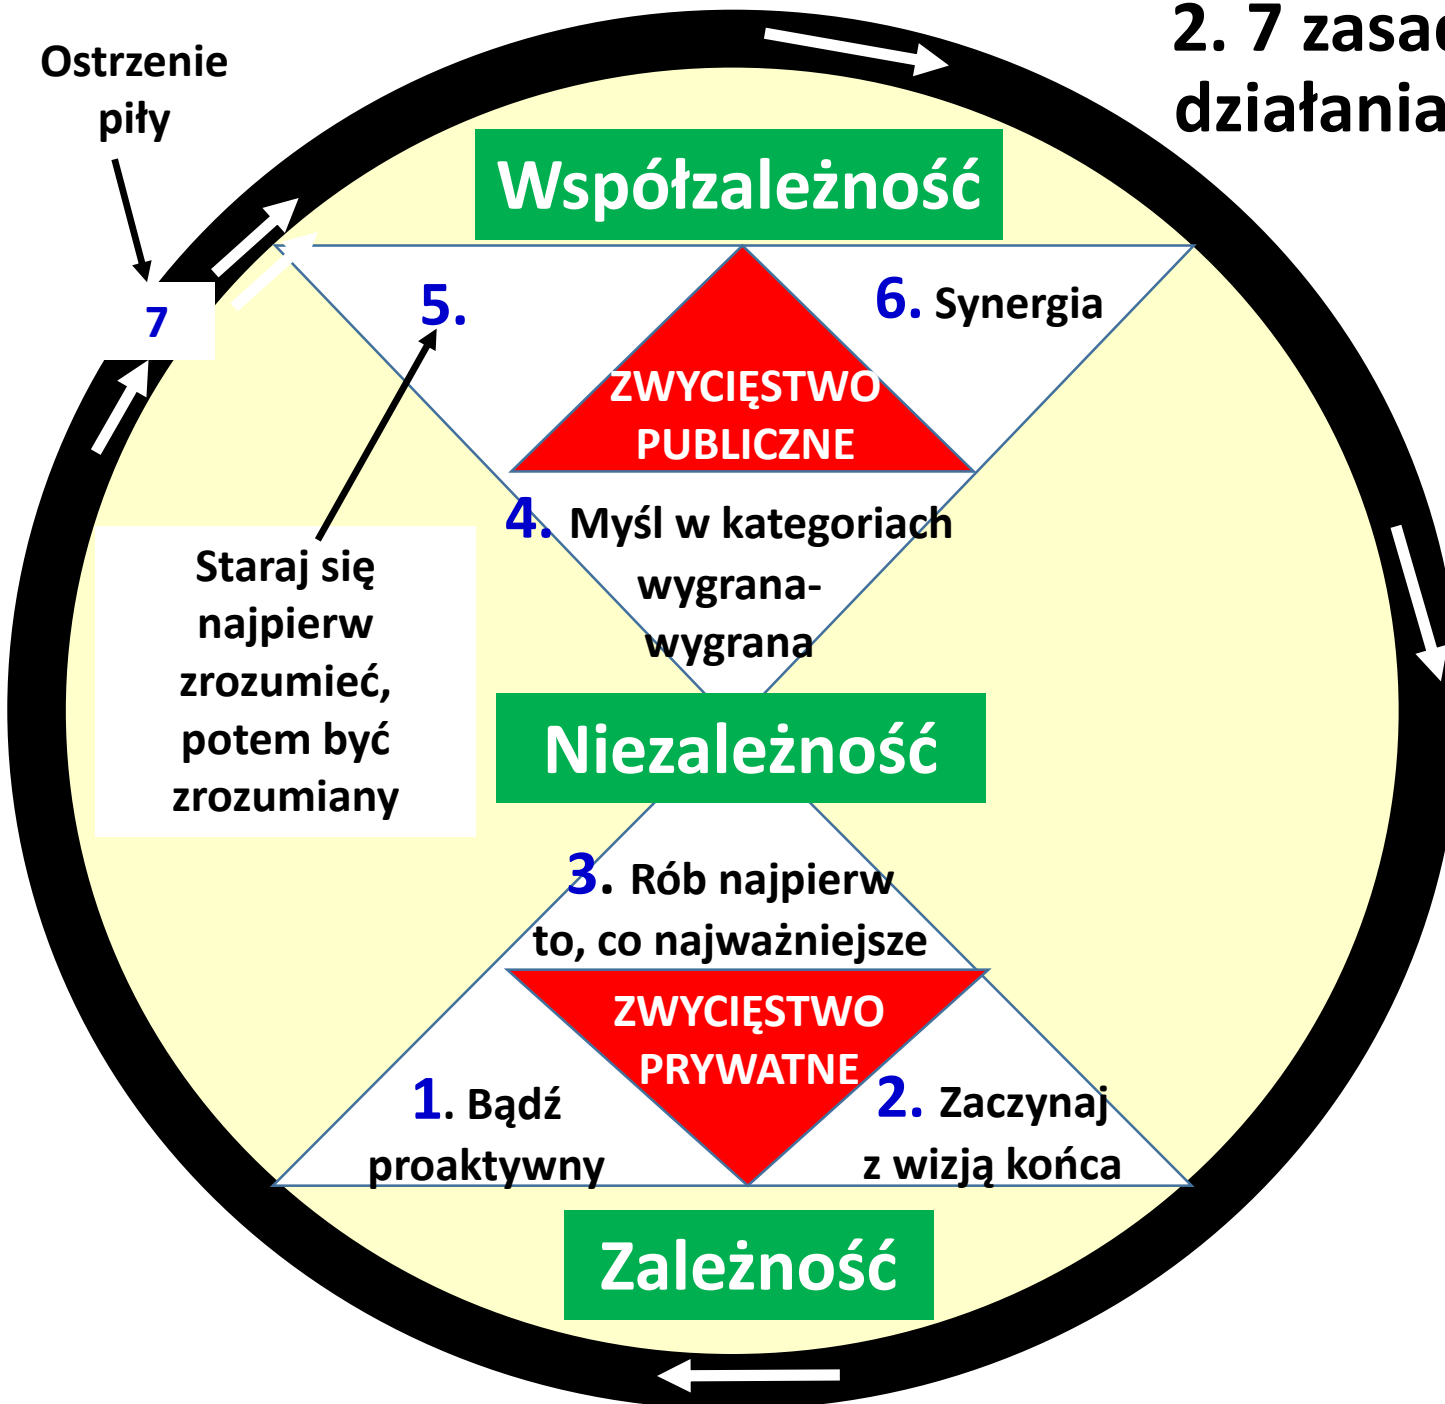 2. 7 zasad
działania
Ostrzenie
piły
Współzależność
7
5.
6. Synergia
ZWYCIĘSTWO
PUBLICZNE
4. Myśl w kategoriach
wygrana-
wygrana
Staraj się
najpierw
zrozumieć,
potem być
zrozumiany
Niezależność
3. Rób najpierw
to, co najważniejsze
ZWYCIĘSTWO
PRYWATNE
1. Bądź
proaktywny
2. Zaczynaj
z wizją końca
Zależność